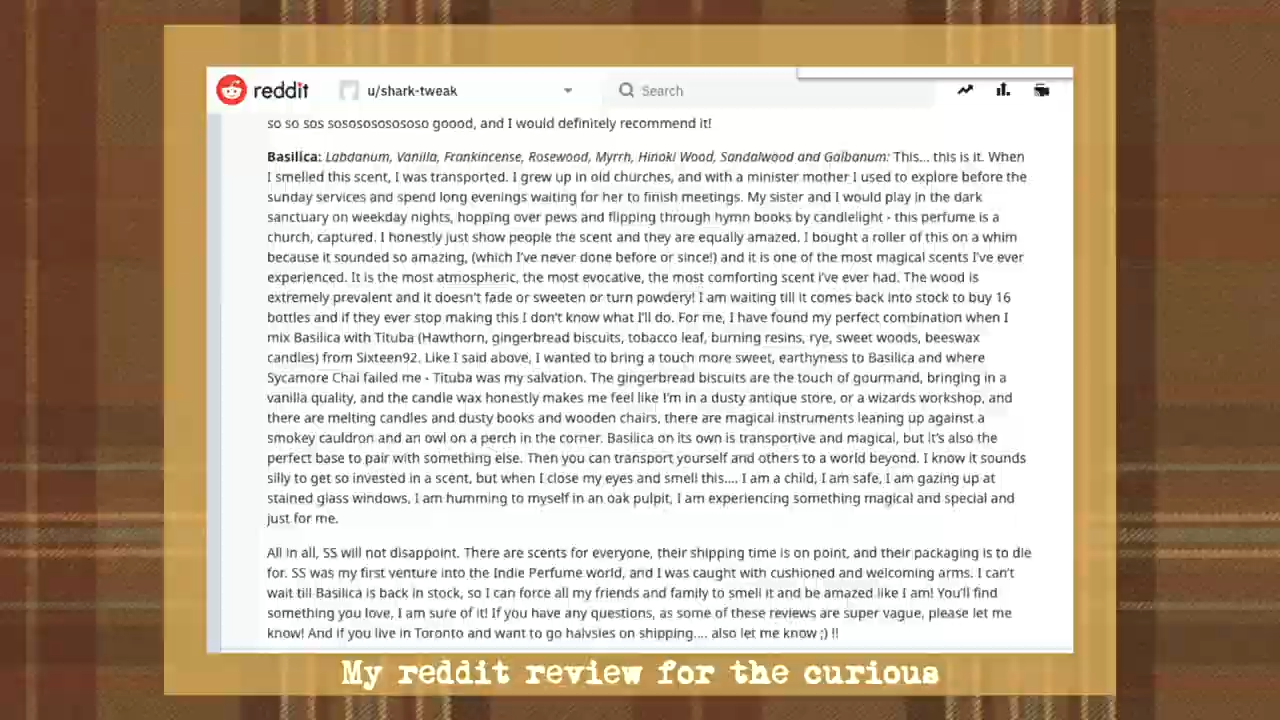 reddit u/shark-tweak Search
so so sos sosososososososo goood, and I would definitely recommend it!
Basilica: Labdanum, Vanilla, Frankincense, Rosewood, Myrrh, Hinoki Wood, Sandalwood and Galbanum: This... this is it. When
I smelled this scent, I was transported. I grew up in old churches, and with a minister mother I used to explore before the
sunday services and spend long evenings waiting for her to finish meetings. My sister and I would play in the dark
sanctuary on weekday nights, hopping over pews and flipping through hymn books by candlelight - this perfume is a
church, captured. I honestly just show people the scent and they are equally amazed. I bought a roller of this on a whim
because it sounded so amazing, (which I've never done before or since!) and it is one of the most magical scents I've ever
experienced. It is the most atmospheric, the most evocative, the most comforting scent i've ever had. The wood is
extremely prevalent and it doesn't fade or sweeten or turn powdery! I am waiting till it comes back into stock to buy 16
bottles and if they ever stop making this I don't know what I'll do. For me, I have found my perfect combination when I
mix Basilica with Tituba (Hawthorn, gingerbread biscuits, tobacco leaf, burning resins, rye, sweet woods, beeswax
candles) from Sixteen92. Like I said above, I wanted to bring a touch more sweet, earthyness to Basilica and where
Sycamore Chai failed me - Tituba was my salvation. The gingerbread biscuits are the touch of gourmand, bringing in a
vanilla quality, and the candle wax honestly makes me feel like I'm in a dusty antique store, or a wizards workshop, and
there are melting candles and dusty books and wooden chairs, there are magical instruments leaning up against a
smokey cauldron and an owl on a perch in the corner. Basilica on its own is transportive and magical, but it's also the
perfect base to pair with something else. Then you can transport yourself and others to a world beyond. I know it sounds
silly to get so invested in a scent, but when I close my eyes and smell this.... I am a child, I am safe, I am gazing up at
stained glass windows, I am humming to myself in an oak pulpit, I am experiencing something magical and special and
just for me.
All in all, SS will not disappoint. There are scents for everyone, their shipping time is on point, and their packaging is to die
for. SS was my first venture into the Indie Perfume world, and I was caught with cushioned and welcoming arms. I can't
wait till Basilica is back in stock, so I can force all my friends and family to smell it and be amazed like I am! You'll find
something you love, I am sure of it! If you have any questions, as some of these reviews are super vague, please let me
know! And if you live in Toronto and want to go halvsies on shipping.... also let me know ;) !!
My reddit review for the curious